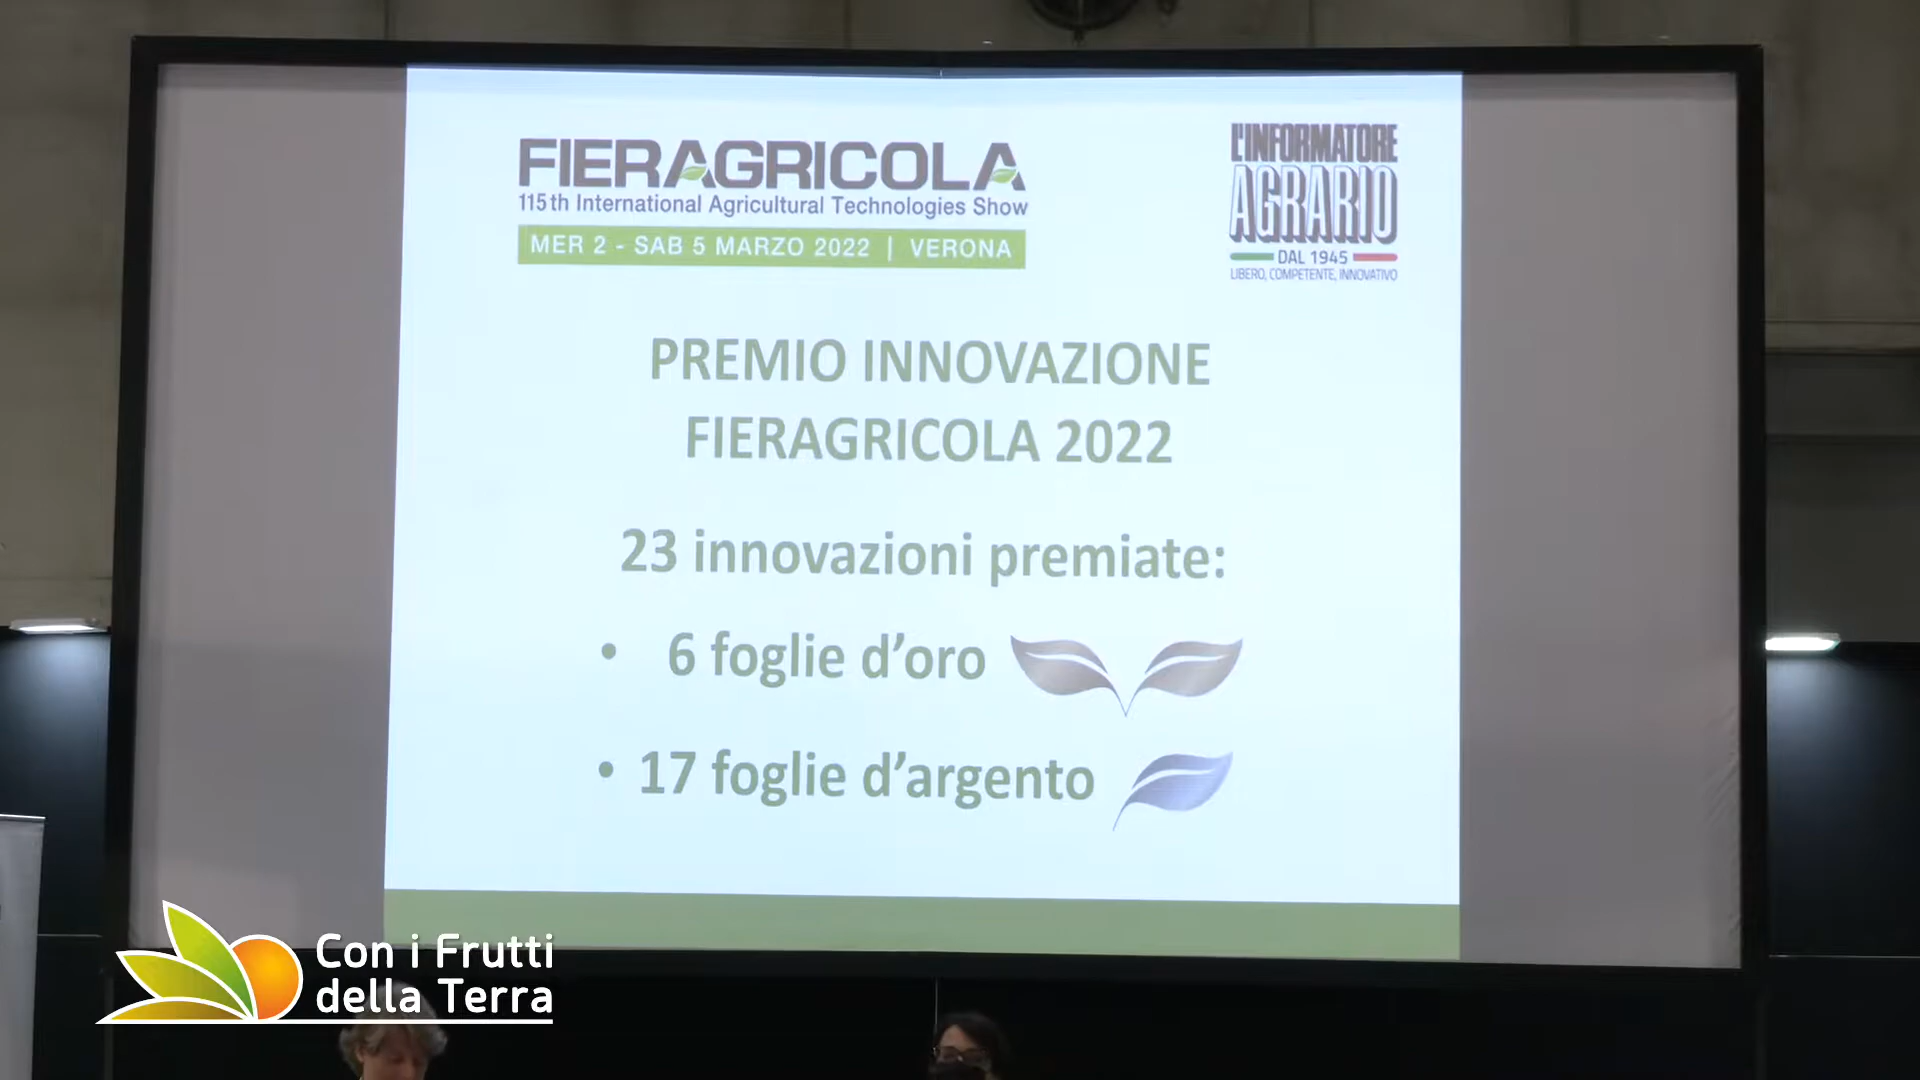 FIERAGRICOLA
115th International Agricultural Technologies Show
MER 2 - SAB 5 MARZO 2022 | VERONA
L'INFORMATORE
AGRARIO
DAL 1945
LIBERO, COMPETENTE, INNOVATIVO
PREMIO INNOVAZIONE
FIERAGRICOLA 2022
23 innovazioni premiate:
• 6 foglie d’oro
• 17 foglie d’argento
Con i Frutti
della Terra